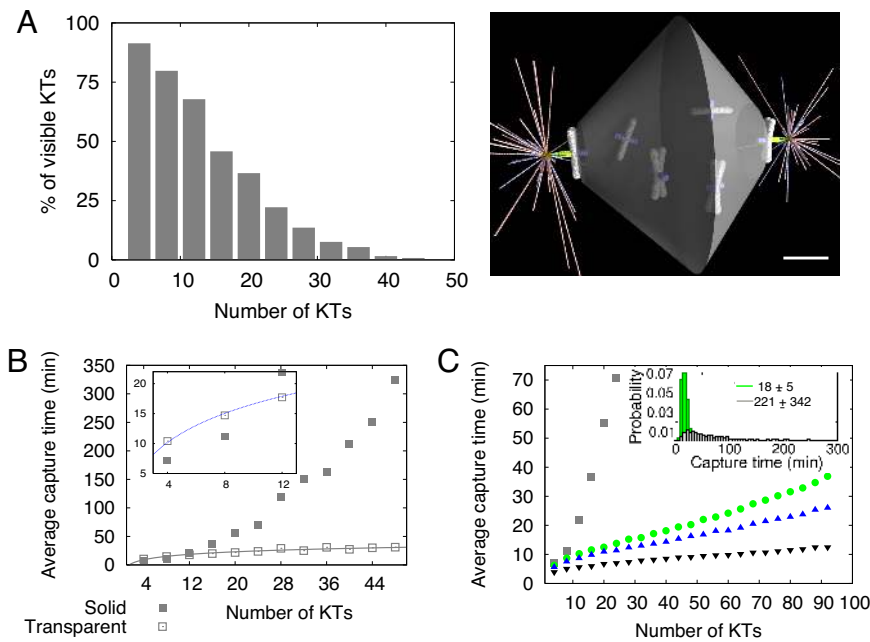 A
100
75
50
25
0
% of visible KTs
0 10 20 30 40 50
Number of KTs
B
350
300
250
200
150
100
50
0
Average capture time (min)
20
15
10
5
4 8 12
4 12 20 28 36 44
Number of KTs
Solid
Transparent
C
70
60
50
40
30
20
10
0
Average capture time (min)
0.07
0.05
0.03
0.01
Probability
18 ± 5
221 ± 342
0 100 200 300
Capture time (min)
10 20 30 40 50 60 70 80 90 100
Number of KTs